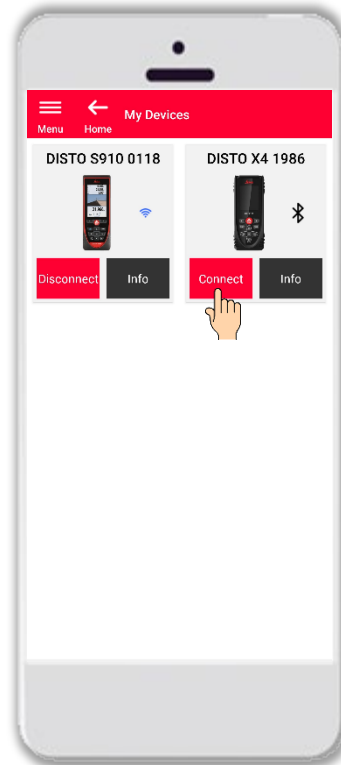 My Devices
Menu Home
DISTO S910 0118
DISTO X4 1986
Disconnect Info
Connect Info